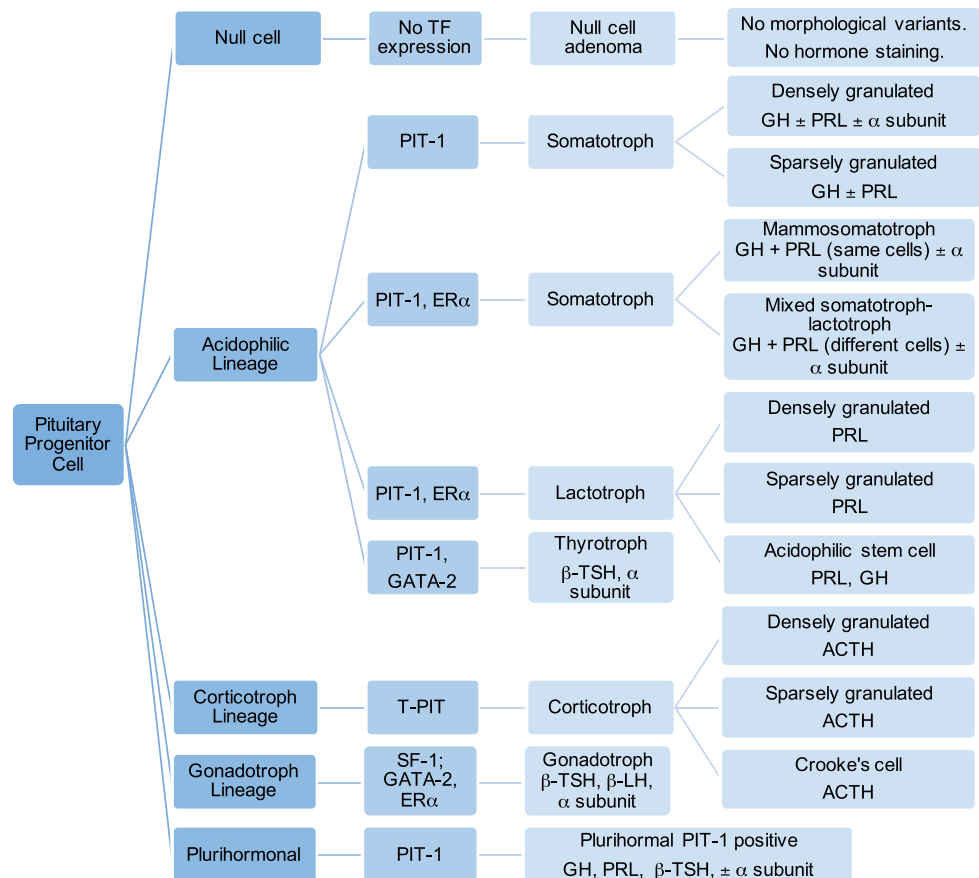 Pituitary
Progenitor
Cell
Null cell
No TF
expression
Null cell
adenoma
No morphological variants.
No hormone staining.
Acidophilic
Lineage
PIT-1
Somatotroph
Densely granulated
GH ± PRL ± α subunit
Sparsely granulated
GH ± PRL
PIT-1, ERα
Somatotroph
Mammosomatotroph
GH + PRL (same cells) ± α
subunit
Mixed somatotroph-
lactotroph
GH + PRL (different cells) ±
α subunit
PIT-1, ERα
Lactotroph
Densely granulated
PRL
Sparsely granulated
PRL
Acidophilic stem cell
PRL, GH
PIT-1,
GATA-2
Thyrotroph
β-TSH, α
subunit
Corticotroph
Lineage
T-PIT
Corticotroph
Densely granulated
ACTH
Sparsely granulated
ACTH
Crooke's cell
ACTH
Gonadotroph
Lineage
SF-1;
GATA-2,
ERα
Gonadotroph
β-TSH, β-LH,
α subunit
Plurihormonal
PIT-1
Plurihormal PIT-1 positive
GH, PRL, β-TSH, ± α subunit